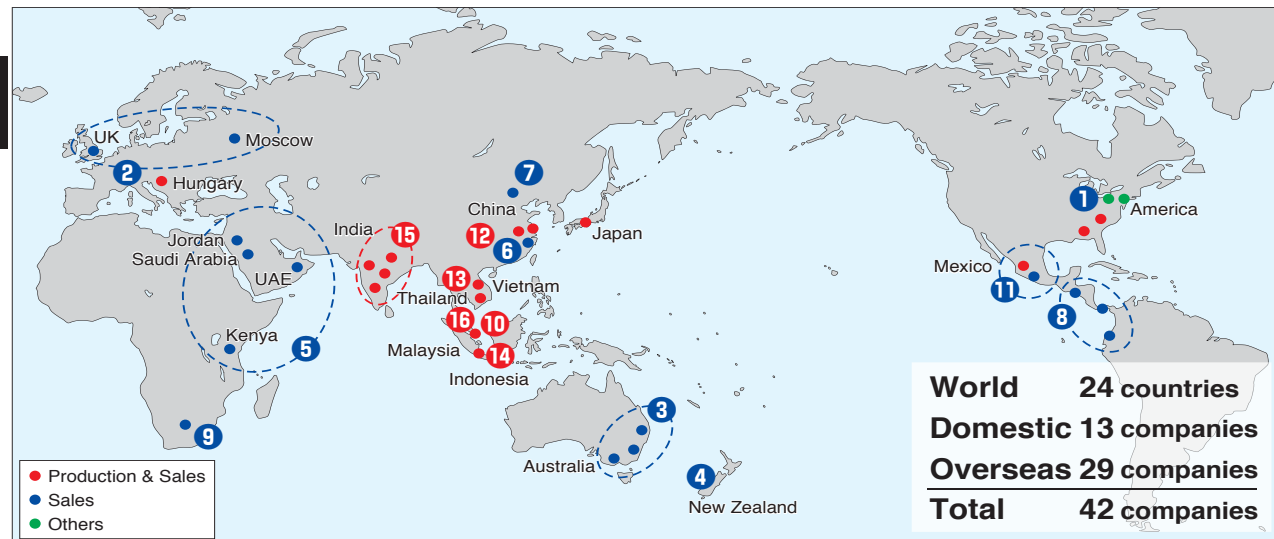 UK
Moscow
2
Hungary
7
China
Japan
1
America
India
15
12
6
Jordan
Saudi Arabia
UAE
Mexico
11
13
Vietnam
Thailand
16
10
8
Kenya
5
Malaysia
14
Indonesia
9
3
Australia
4
New Zealand
World 24 countries
Domestic 13 companies
Overseas 29 companies
Total 42 companies
Production & Sales
Sales
Others